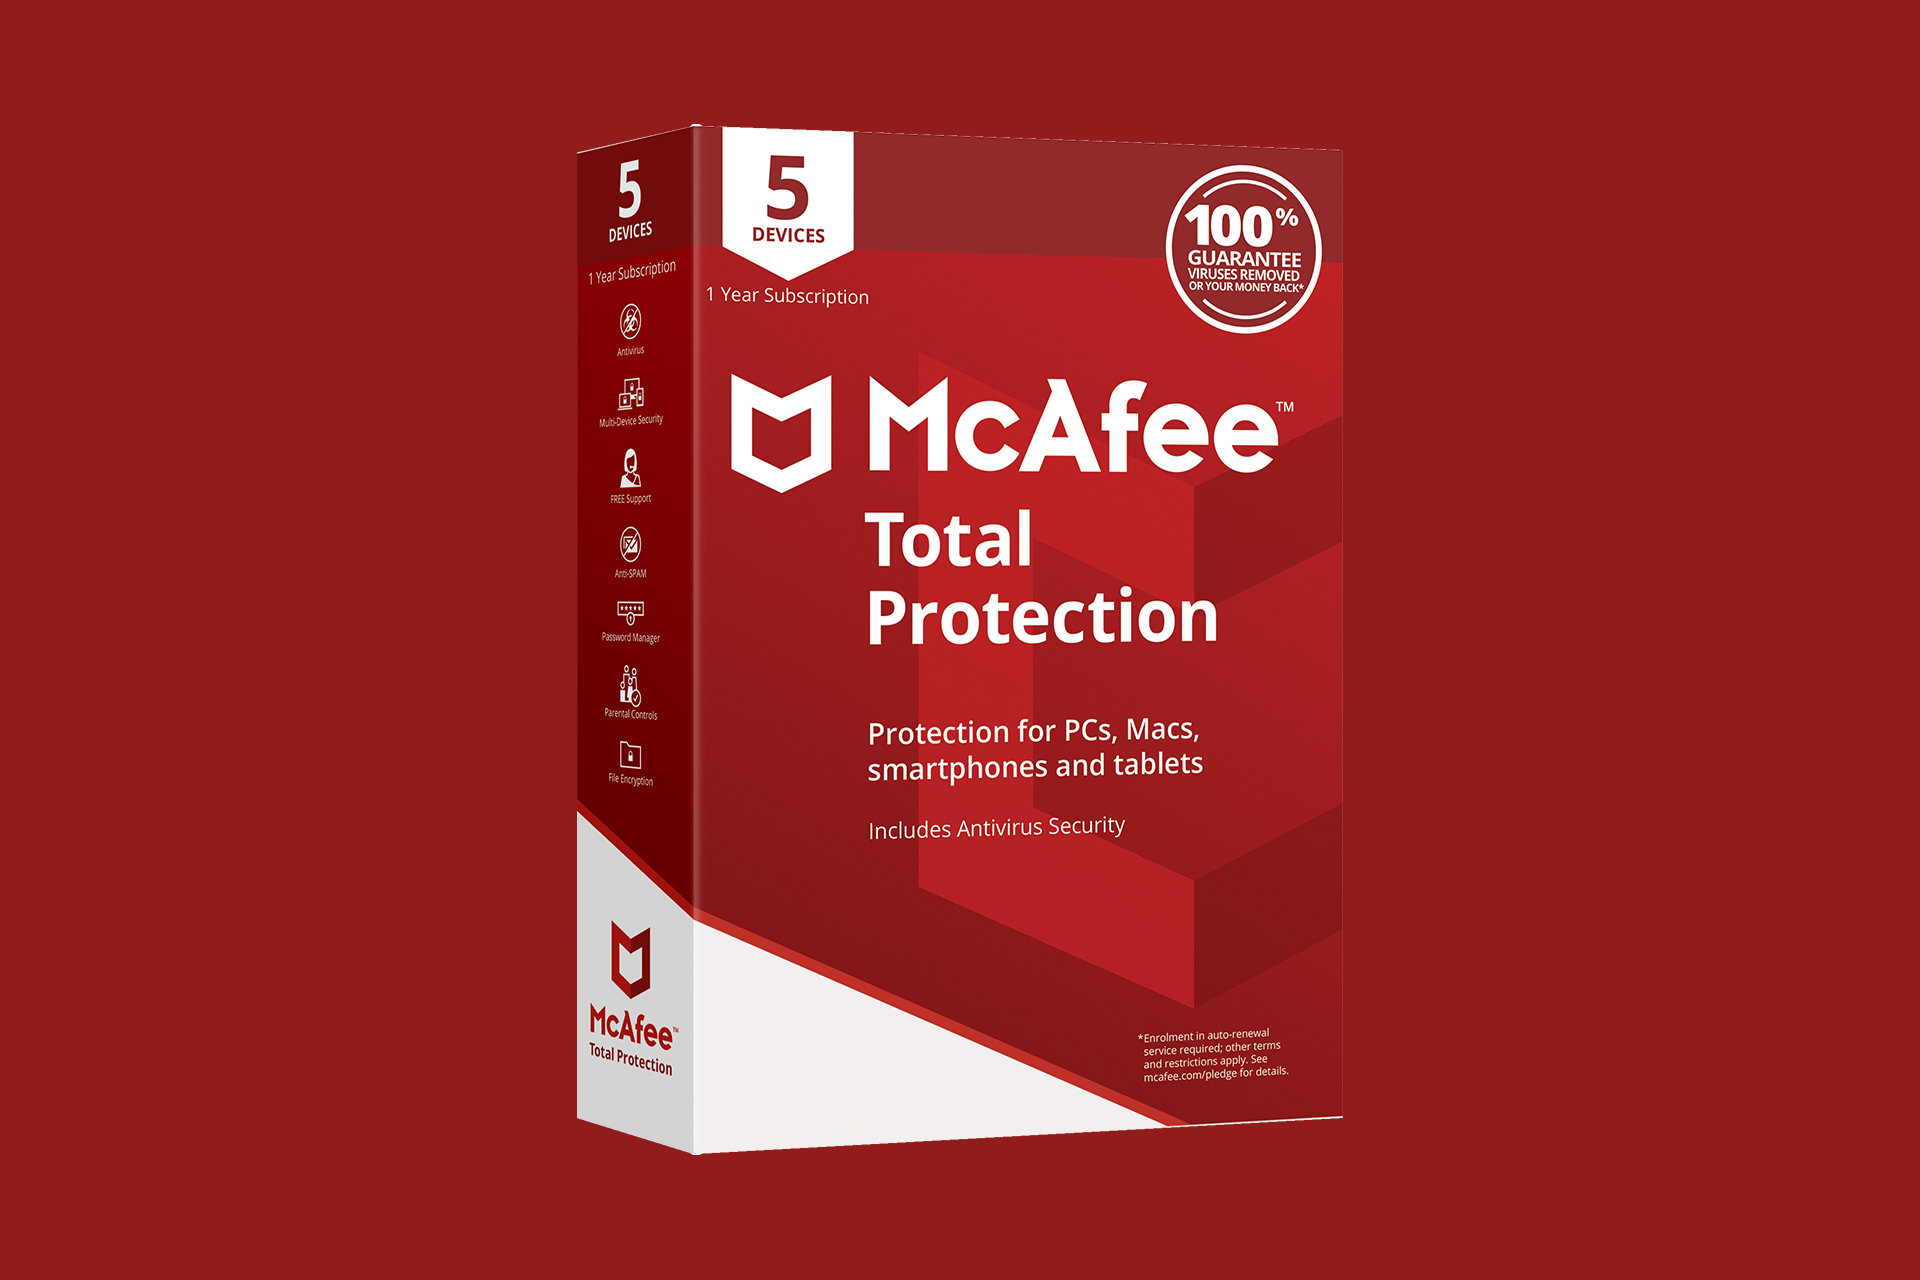 5
DEVICES
1 Year Subscription
Antivirus
Multi-Device Security
FREE Support
Anti-SPAM
Password Manager
Parental Controls
File Encryption
McAfee™
Total Protection
5
DEVICES
1 Year Subscription
100%
GUARANTEE
VIRUSES REMOVED
OR YOUR MONEY BACK*
McAfee™
Total
Protection
Protection for PCs, Macs,
smartphones and tablets
Includes Antivirus Security
*Enrolment in auto-renewal
service required; other terms
and restrictions apply. See
mcafee.com/pledge for details.